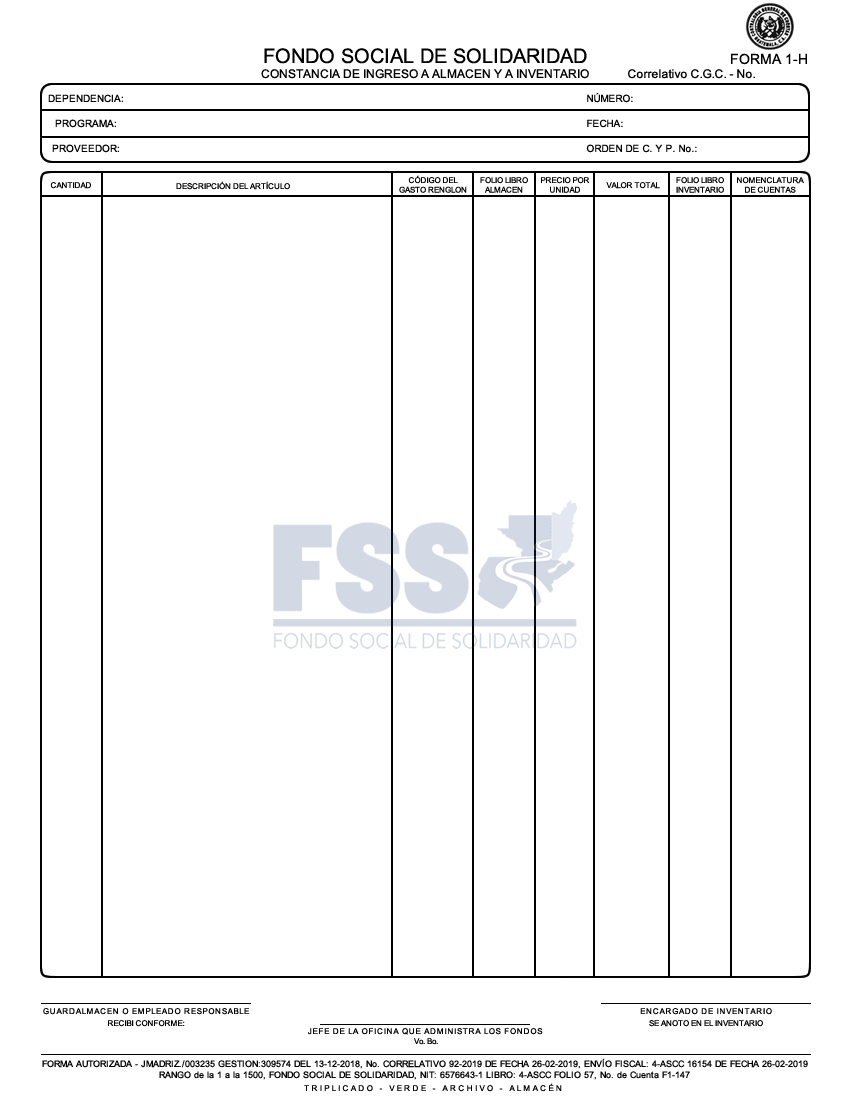 CONTRALORIA GENERAL DE CUENTAS
GUATEMALA, C.A.
FONDO SOCIAL DE SOLIDARIDAD
FORMA 1-H
CONSTANCIA DE INGRESO A ALMACEN Y A INVENTARIO
Correlativo C.G.C. - No.
DEPENDENCIA:
NÚMERO:
PROGRAMA:
FECHA:
PROVEEDOR:
ORDEN DE C. Y P. No.:
CANTIDAD
DESCRIPCIÓN DEL ARTÍCULO
CÓDIGO DEL
GASTO RENGLON
FOLIO LIBRO
ALMACEN
PRECIO POR
UNIDAD
VALOR TOTAL
FOLIO LIBRO
INVENTARIO
NOMENCLATURA
DE CUENTAS
FSS
FONDO SOCIAL DE SOLIDARIDAD
GUARDALMACEN O EMPLEADO RESPONSABLE
RECIBI CONFORME:
JEFE DE LA OFICINA QUE ADMINISTRA LOS FONDOS
Vo. Bo.
ENCARGADO DE INVENTARIO
SE ANOTO EN EL INVENTARIO
FORMA AUTORIZADA - JMADRIZ./003235 GESTION:309574 DEL 13-12-2018, No. CORRELATIVO 92-2019 DE FECHA 26-02-2019, ENVÍO FISCAL: 4-ASCC 16154 DE FECHA 26-02-2019
RANGO de la 1 a la 1500, FONDO SOCIAL DE SOLIDARIDAD, NIT: 6576643-1 LIBRO: 4-ASCC FOLIO 57, No. de Cuenta F1-147
TRIPLICADO - VERDE - ARCHIVO - ALMACÉN